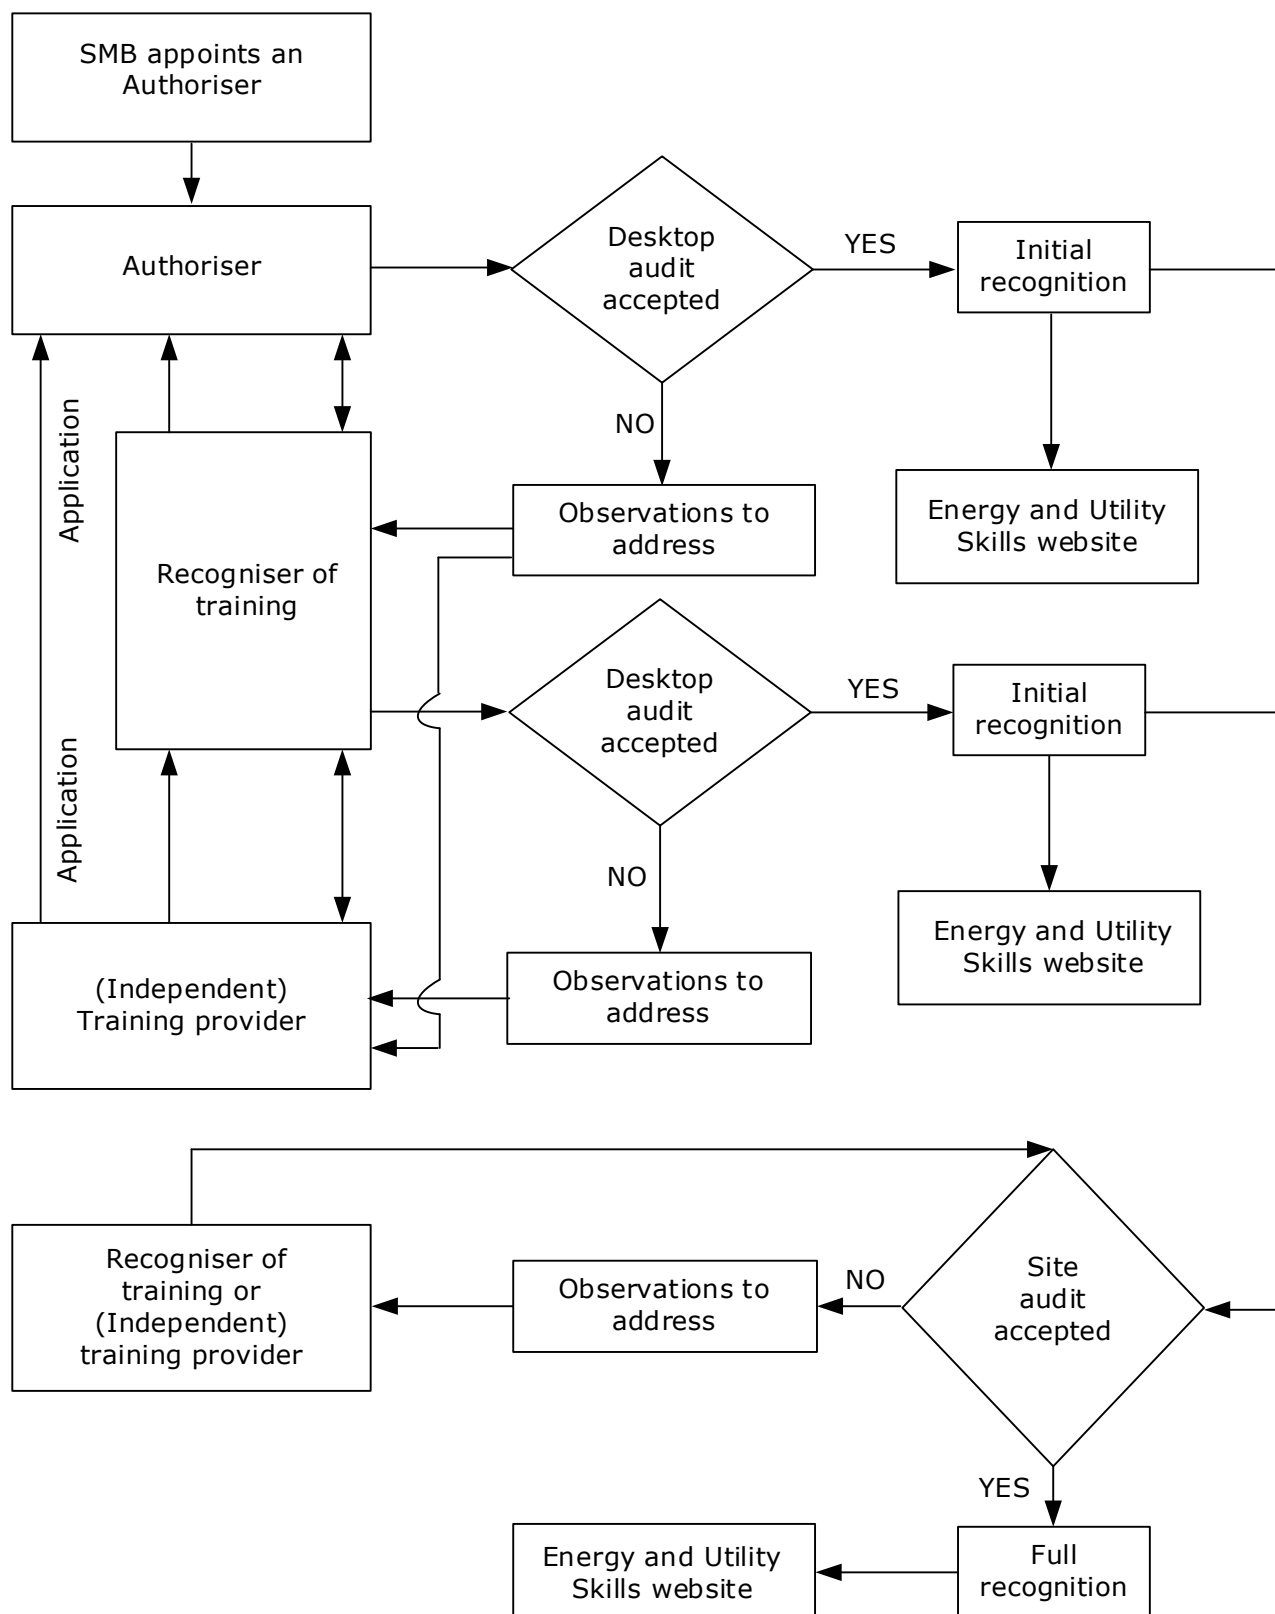 SMB appoints an
Authoriser
Authoriser
Desktop
audit
accepted
YES
Initial
recognition
NO
Application
Observations to
address
Energy and Utility
Skills website
Recogniser of
training
Desktop
audit
accepted
YES
Initial
recognition
Application
NO
Energy and Utility
Skills website
(Independent)
Training provider
Observations to
address
Recogniser of
training or
(Independent)
training provider
Observations to
address
NO
Site
audit
accepted
YES
Energy and Utility
Skills website
Full
recognition